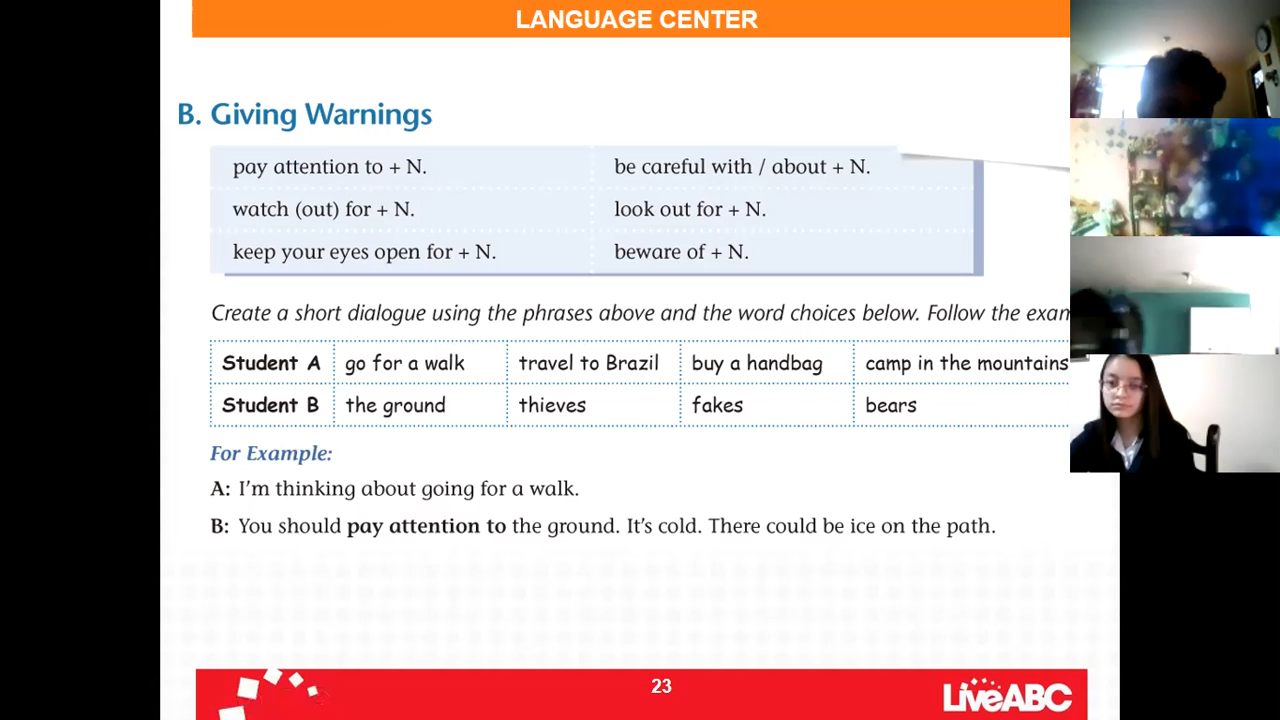 LANGUAGE CENTER
B. Giving Warnings
pay attention to + N. be careful with / about + N.
watch (out) for + N. look out for + N.
keep your eyes open for + N. beware of + N.
Create a short dialogue using the phrases above and the word choices below. Follow the exam
Student A go for a walk travel to Brazil buy a handbag camp in the mountains
Student B the ground thieves fakes bears
For Example:
A: I'm thinking about going for a walk.
B: You should pay attention to the ground. It's cold. There could be ice on the path.
23
LiveABC